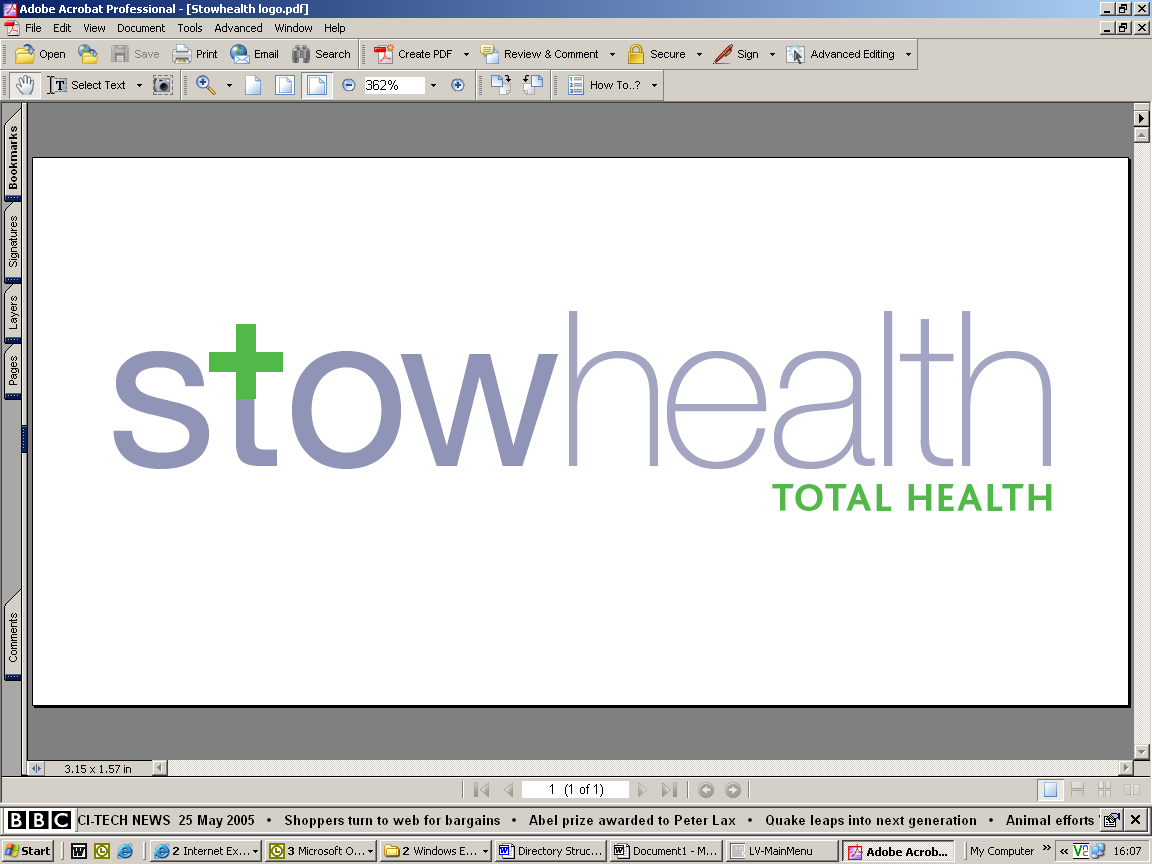 Adobe Acrobat Professional - [Stowhealth logo.pdf]
File Edit View Document Tools Advanced Window Help
Open Save Print Email Search Create PDF Review & Comment Secure Sign Advanced Editing
Select Text 362% How To..?
Bookmarks
Signatures
Layers
Pages
Comments
stowhealth
TOTAL HEALTH
3.15 x 1.57 in
1 (1 of 1)
BBC CI-TECH NEWS 25 May 2005 • Shoppers turn to web for bargains • Abel prize awarded to Peter Lax • Quake leaps into next generation • Animal efforts
Start 2 Internet Ex... 3 Microsoft O... 2 Windows E... Directory Struc... Document1 - M... LV-MainMenu Adobe Acrob... My Computer » « 16:07